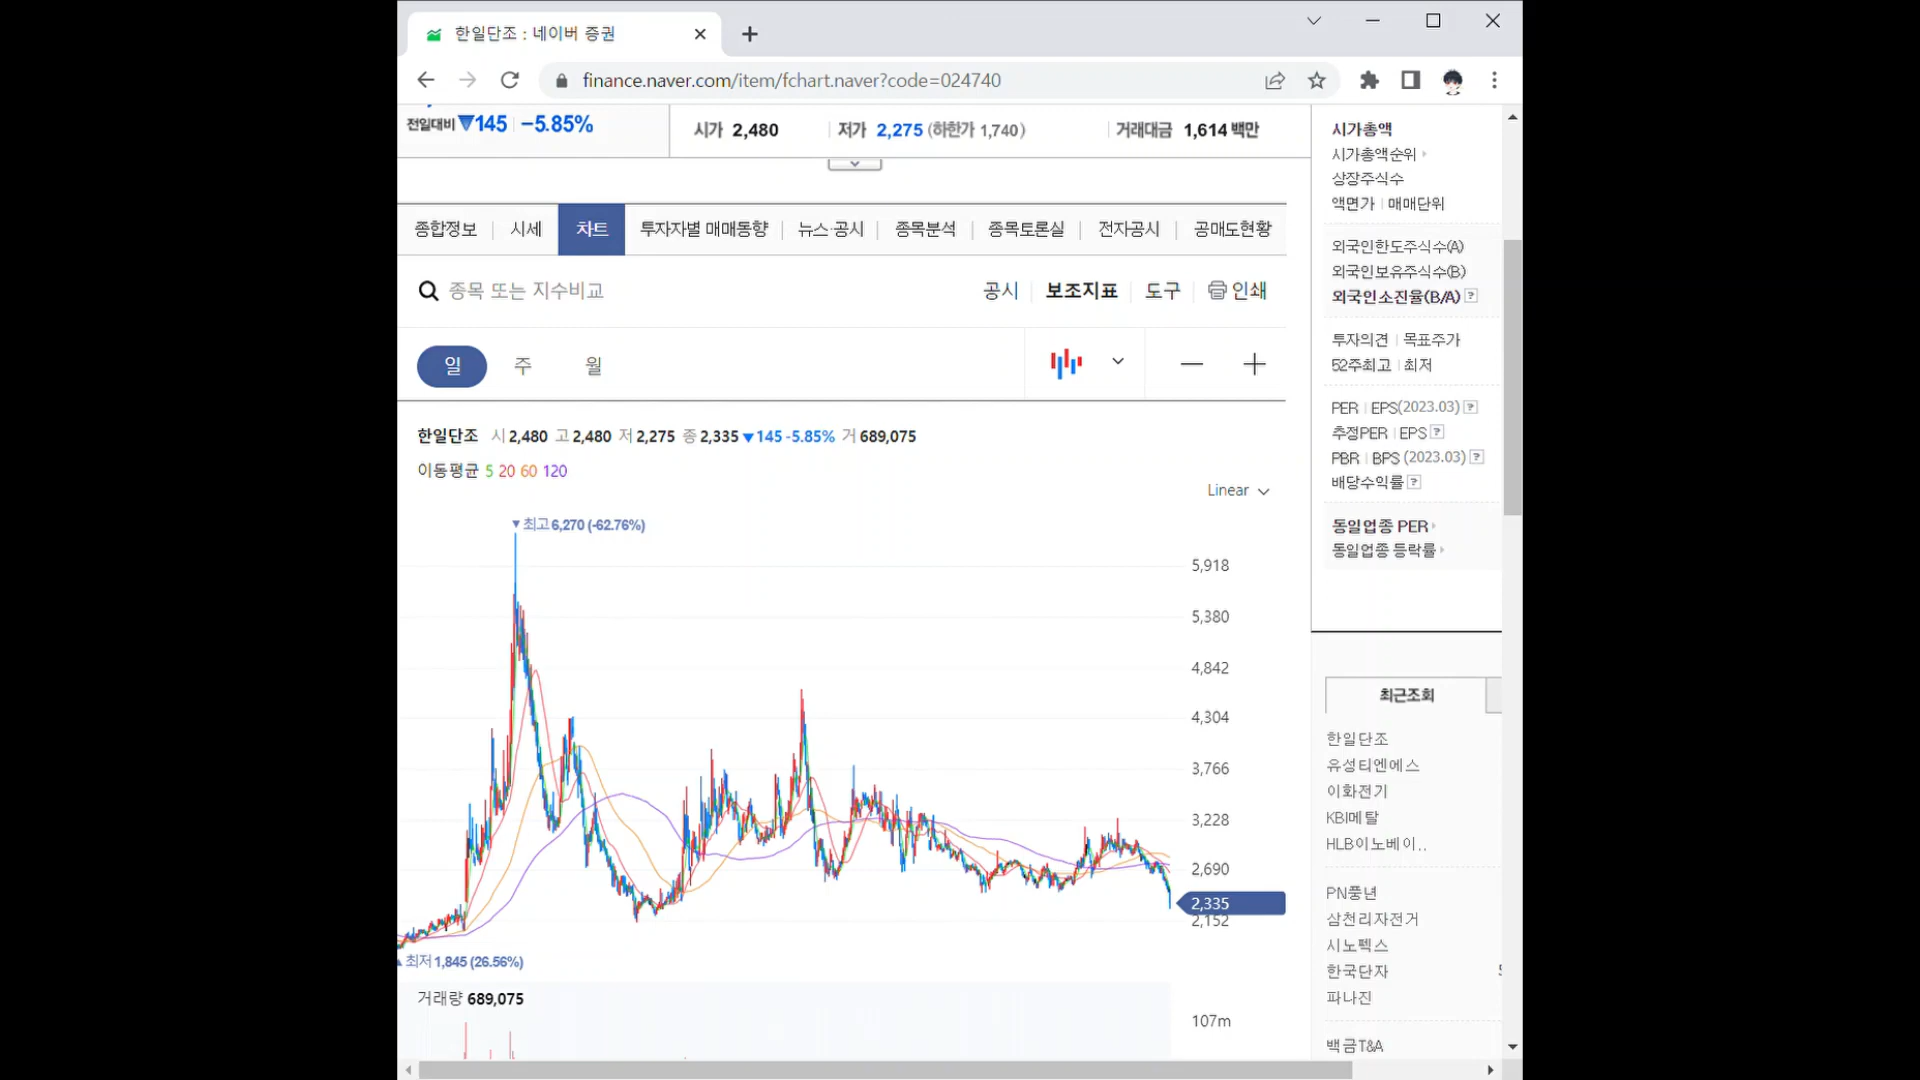 한일단조 : 네이버 증권
finance.naver.com/item/fchart.naver?code=024740
전일대비 ▼145 −5.85%
시가 2,480 저가 2,275 (하한가 1,740) 거래대금 1,614 백만
종합정보 시세 차트 투자자별 매매동향 뉴스·공시 종목분석 종목토론실 전자공시 공매도현황
종목 또는 지수비교 공시 보조지표 도구 인쇄
일 주 월
한일단조 시 2,480 고 2,480 저 2,275 종 2,335 ▼145 -5.85% 거 689,075
이동평균 5 20 60 120
Linear
▼최고 6,270 (-62.76%)
5,918
5,380
4,842
4,304
3,766
3,228
2,690
2,335
2,152
▲최저 1,845 (26.56%)
거래량 689,075
107m
시가총액
시가총액순위
상장주식수
액면가 매매단위
외국인한도주식수(A)
외국인보유주식수(B)
외국인소진율(B/A) ?
투자의견 목표주가
52주최고 최저
PER EPS(2023.03) ?
추정PER EPS ?
PBR BPS (2023.03) ?
배당수익률 ?
동일업종 PER
동일업종 등락률
최근조회
한일단조
유성티엔에스
이화전기
KBI메탈
HLB이노베이..
PN풍년
삼천리자전거
시노펙스
한국단자
파나진
백금T&A